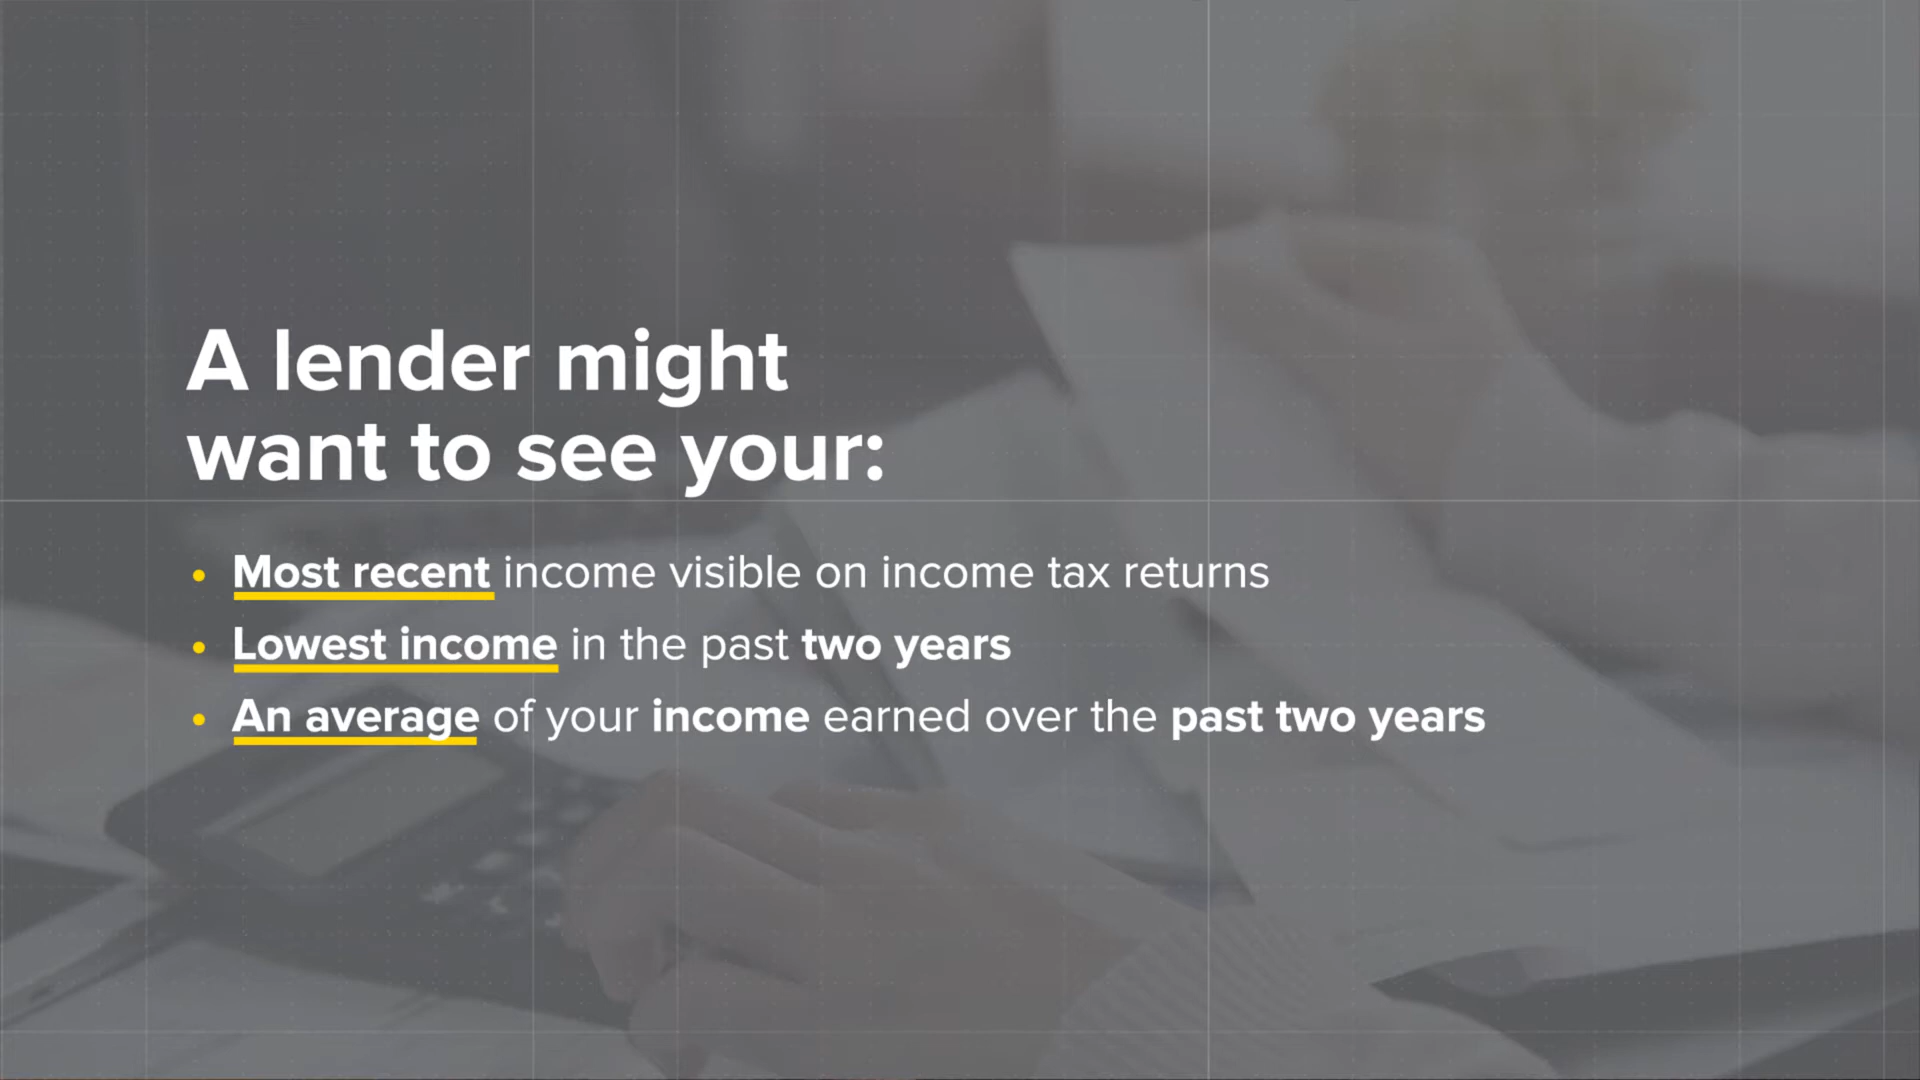 A lender might
want to see your:
• Most recent income visible on income tax returns
• Lowest income in the past two years
• An average of your income earned over the past two years